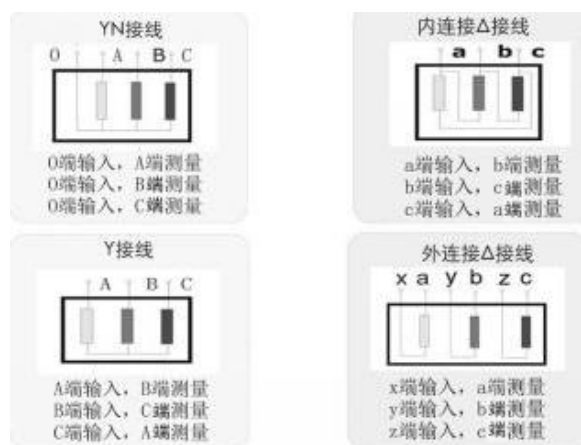 YN接线
O A B C
O端输入，A端测量
O端输入，B端测量
O端输入，C端测量
内连接Δ接线
a b c
a端输入，b端测量
b端输入，c端测量
c端输入，a端测量
Y接线
A B C
A端输入，B端测量
B端输入，C端测量
C端输入，A端测量
外连接Δ接线
x a y b z c
x端输入，a端测量
y端输入，b端测量
z端输入，c端测量